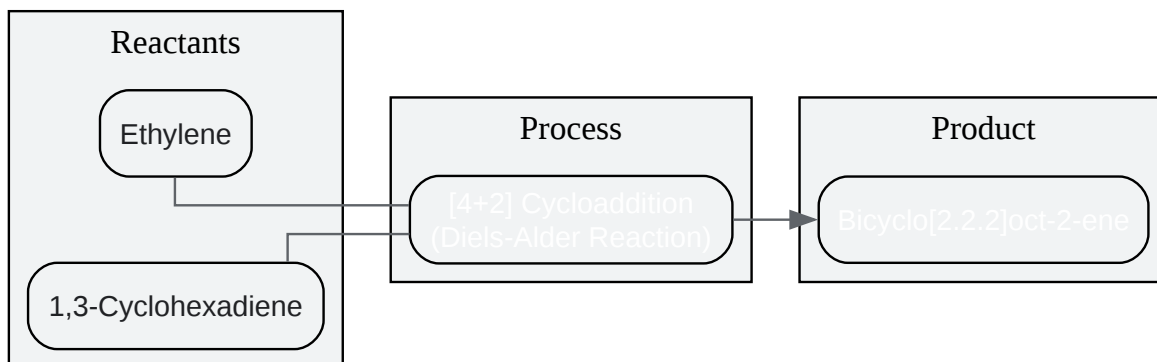 Reactants
Ethylene
1,3-Cyclohexadiene
Process
[4+2] Cycloaddition
(Diels-Alder Reaction)
Product
Bicyclo[2.2.2]oct-2-ene